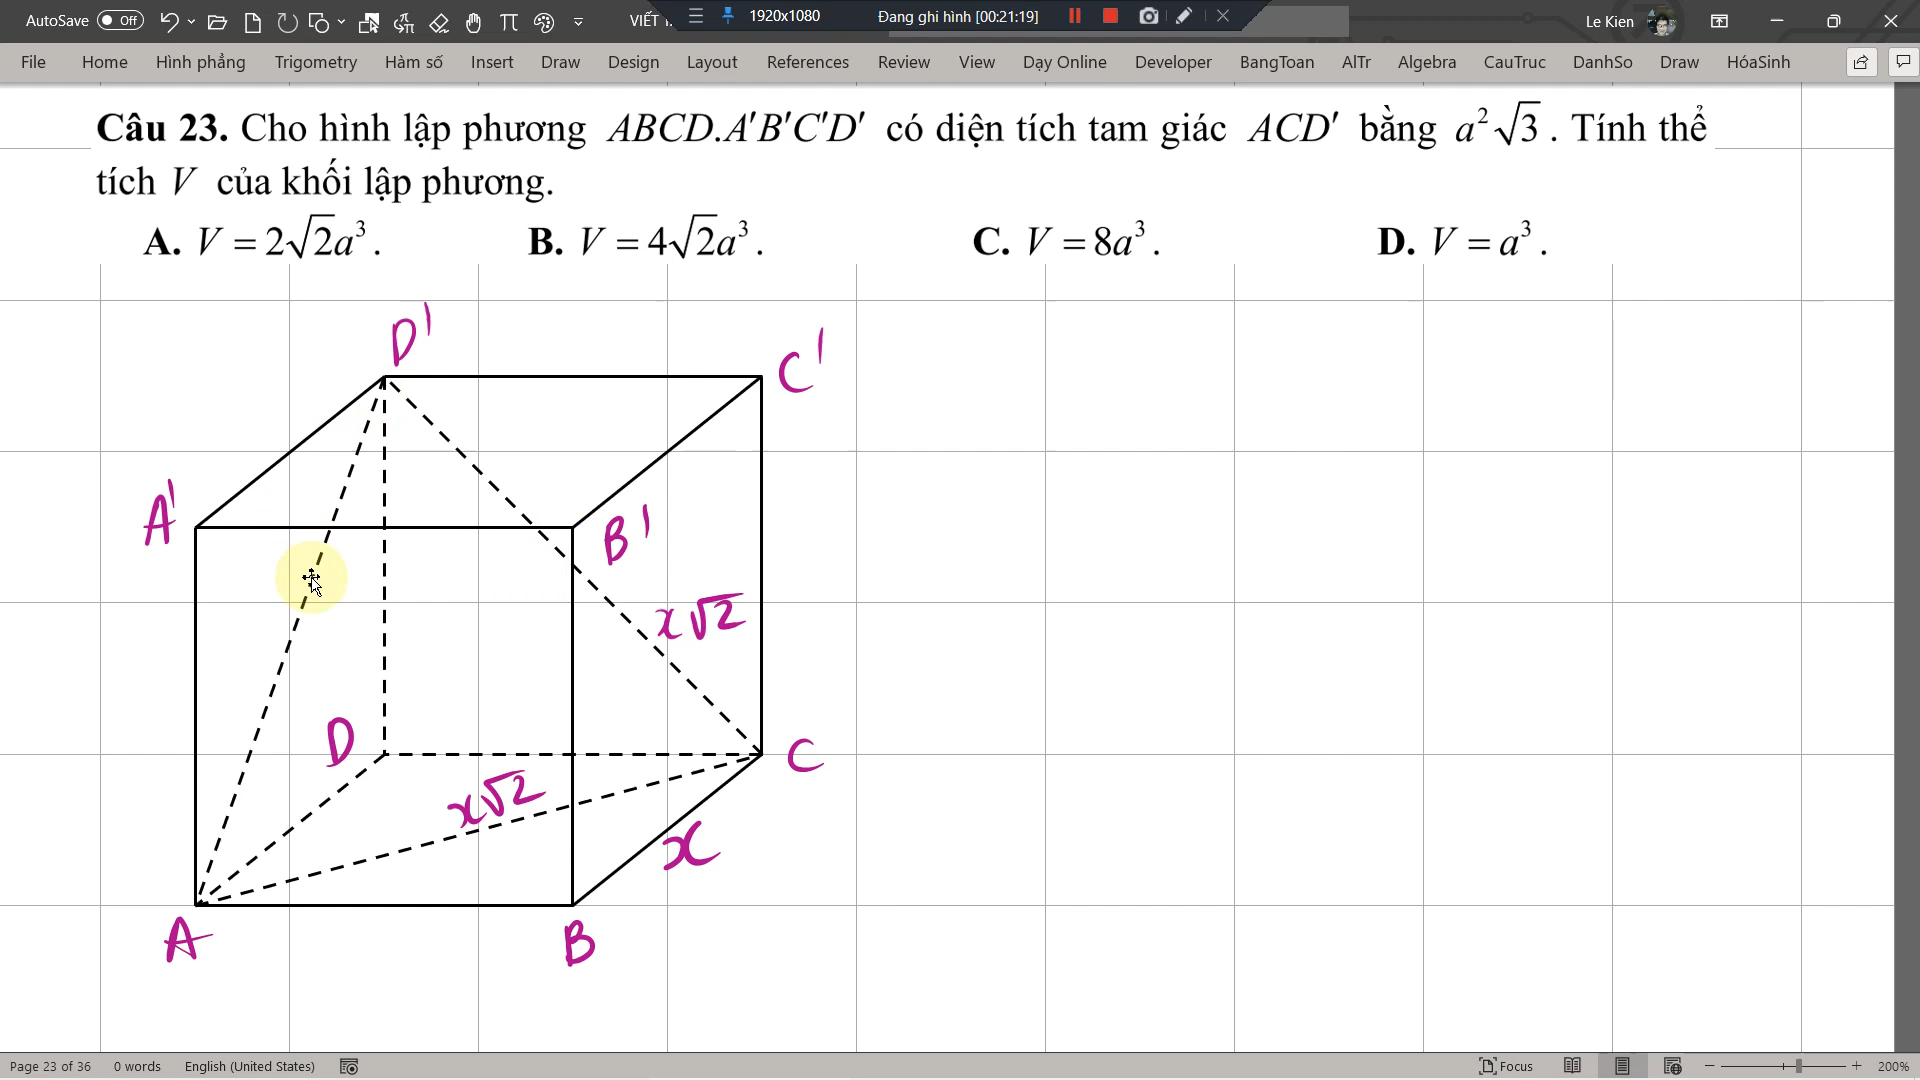 AutoSave Off VIẾT 1920x1080 Đang ghi hình [00:21:19] Le Kien
File Home Hình phẳng Trigometry Hàm số Insert Draw Design Layout References Review View Dạy Online Developer BangToan AlTr Algebra CauTruc DanhSo Draw HóaSinh
Câu 23. Cho hình lập phương ABCD.A'B'C'D' có diện tích tam giác ACD' bằng a²√3. Tính thể
tích V của khối lập phương.
A. V = 2√2a³. B. V = 4√2a³. C. V = 8a³. D. V = a³.
D'
C'
A'
B'
x√2
D
C
x√2
x
A
B
Page 23 of 36 0 words English (United States) Focus 200%